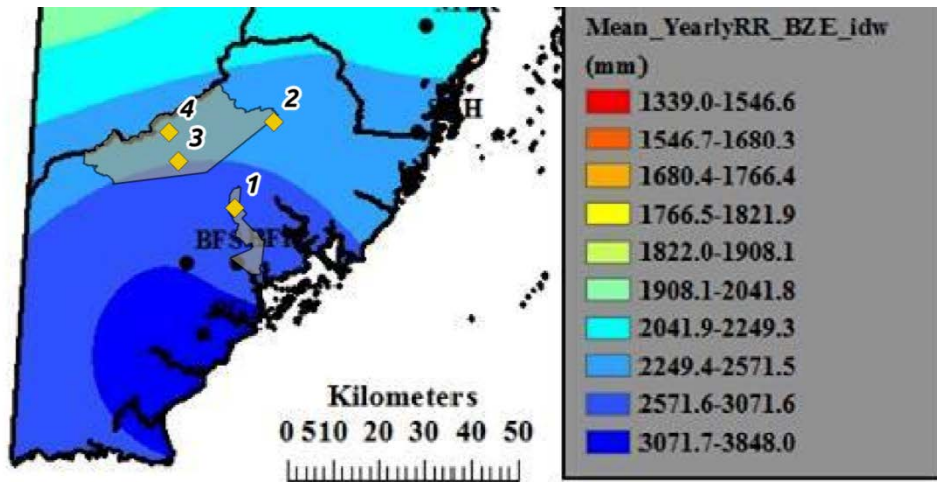 Mean_YearlyRR_BZE_idw
(mm)
1339.0-1546.6
1546.7-1680.3
1680.4-1766.4
1766.5-1821.9
1822.0-1908.1
1908.1-2041.8
2041.9-2249.3
2249.4-2571.5
2571.6-3071.6
3071.7-3848.0
2
4
3
1
BFS
Kilometers
0 510 20 30 40 50